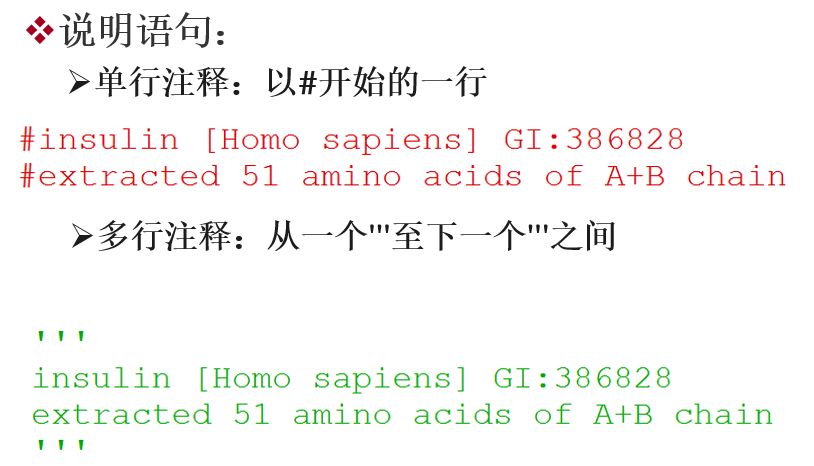 ❖说明语句：
➢单行注释：以#开始的一行
#insulin [Homo sapiens] GI:386828
#extracted 51 amino acids of A+B chain
➢多行注释：从一个'''至下一个'''之间
'''
insulin [Homo sapiens] GI:386828
extracted 51 amino acids of A+B chain
'''